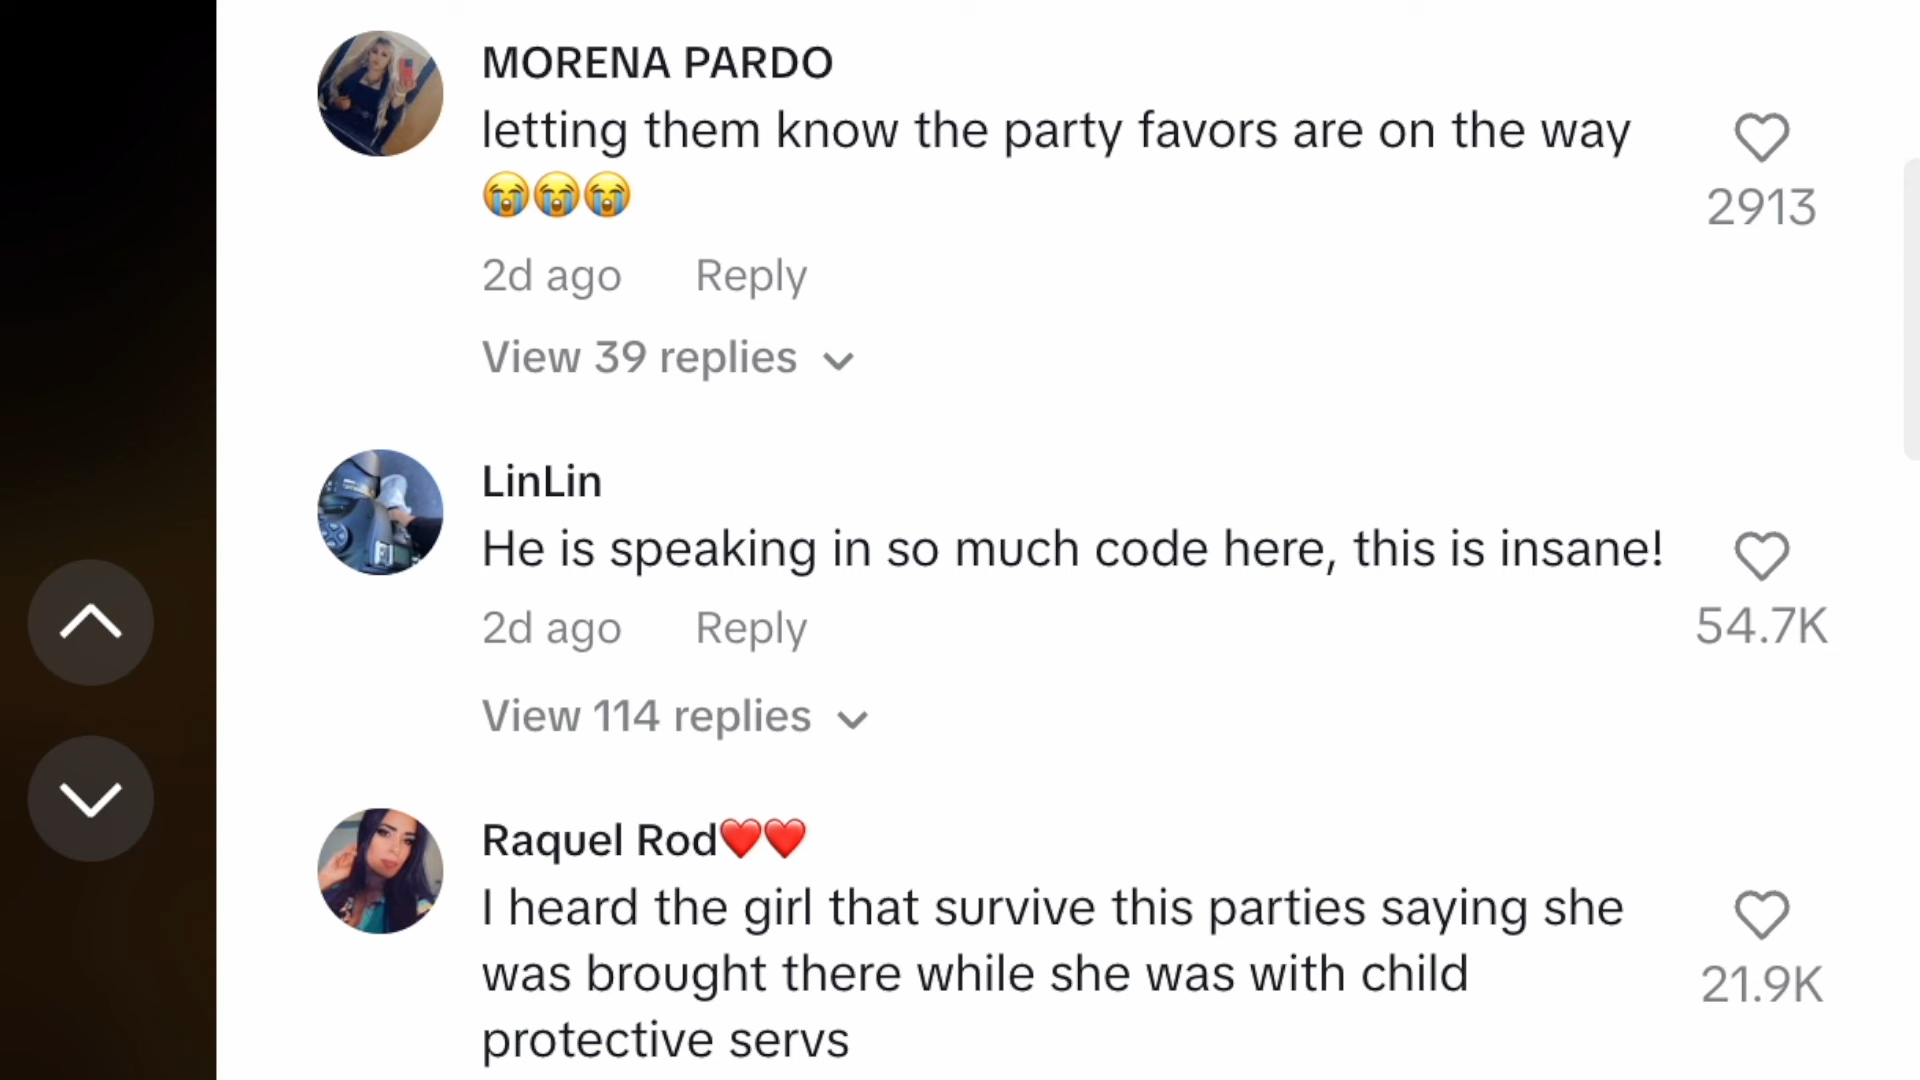 MORENA PARDO
letting them know the party favors are on the way
😭😭😭
2913
2d ago Reply
View 39 replies
LinLin
He is speaking in so much code here, this is insane!
54.7K
2d ago Reply
View 114 replies
Raquel Rod❤️❤️
I heard the girl that survive this parties saying she
was brought there while she was with child
protective servs
21.9K